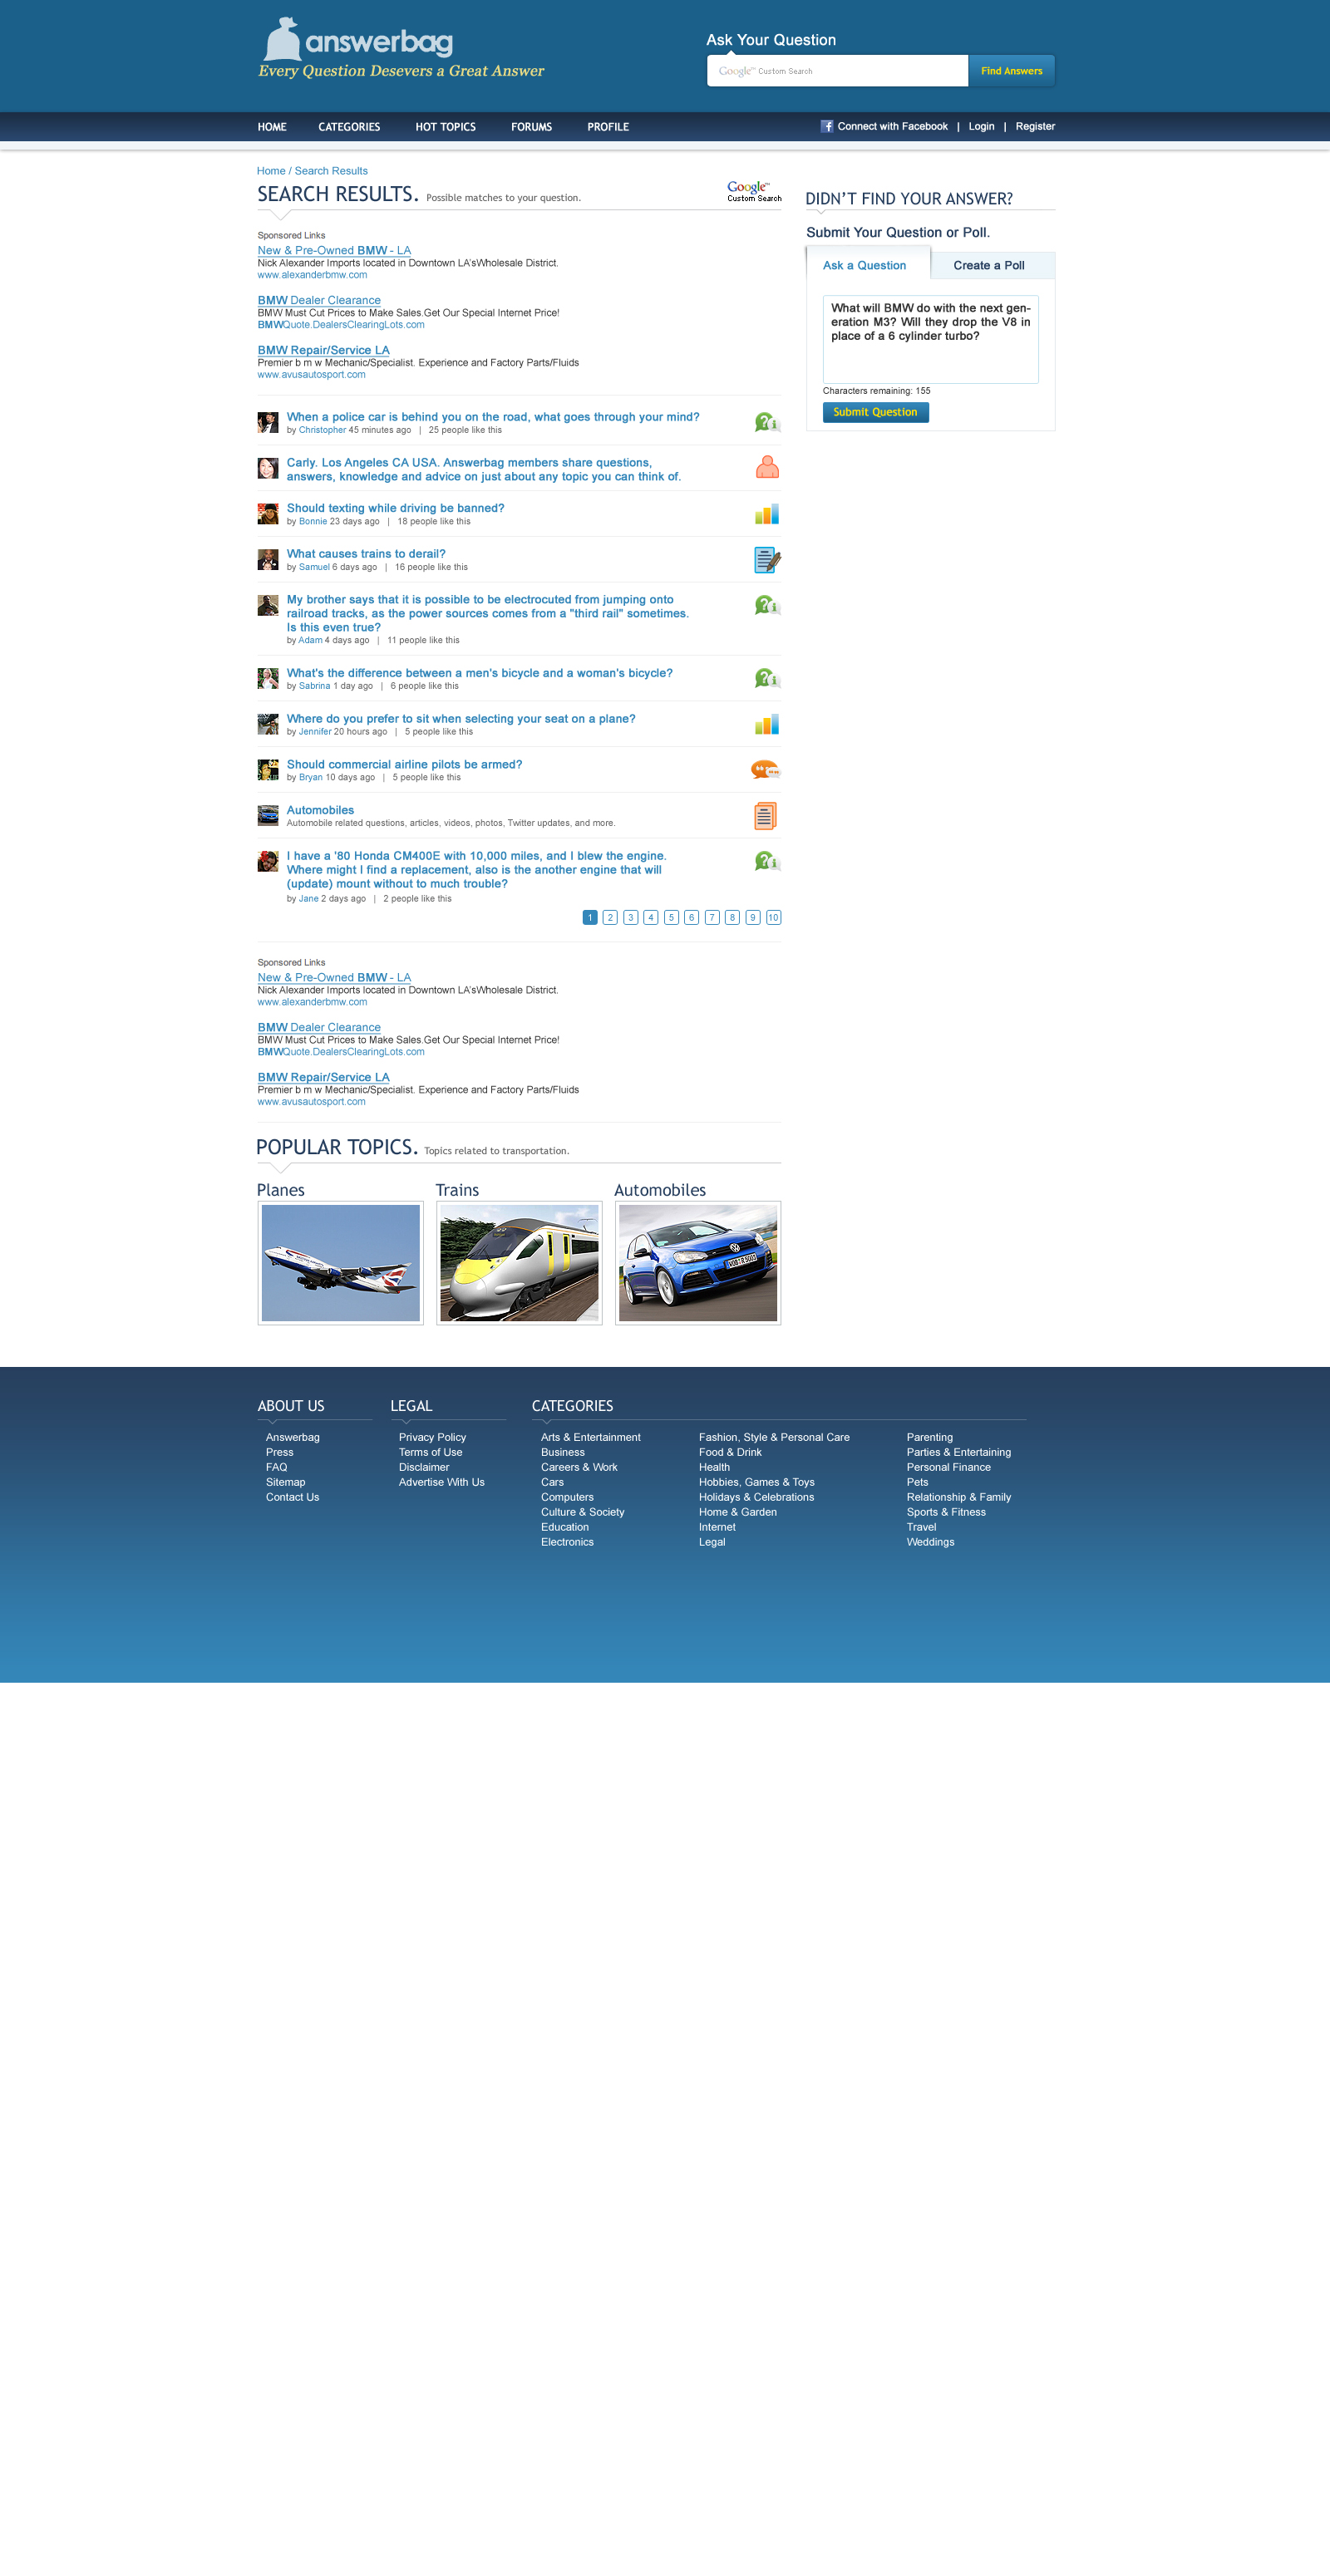 answerbag
Every Question Desevers a Great Answer
Ask Your Question
Google™ Custom Search
Find Answers
HOME
CATEGORIES
HOT TOPICS
FORUMS
PROFILE
Connect with Facebook | Login | Register
Home / Search Results
SEARCH RESULTS. Possible matches to your question.
Google™
Custom Search
Sponsored Links
New & Pre-Owned BMW - LA
Nick Alexander Imports located in Downtown LA'sWholesale District.
www.alexanderbmw.com
BMW Dealer Clearance
BMW Must Cut Prices to Make Sales.Get Our Special Internet Price!
BMWQuote.DealersClearingLots.com
BMW Repair/Service LA
Premier b m w Mechanic/Specialist. Experience and Factory Parts/Fluids
www.avusautosport.com
When a police car is behind you on the road, what goes through your mind?
by Christopher 45 minutes ago | 25 people like this
Carly. Los Angeles CA USA. Answerbag members share questions,
answers, knowledge and advice on just about any topic you can think of.
Should texting while driving be banned?
by Bonnie 23 days ago | 18 people like this
What causes trains to derail?
by Samuel 6 days ago | 16 people like this
My brother says that it is possible to be electrocuted from jumping onto
railroad tracks, as the power sources comes from a "third rail" sometimes.
Is this even true?
by Adam 4 days ago | 11 people like this
What's the difference between a men's bicycle and a woman's bicycle?
by Sabrina 1 day ago | 6 people like this
Where do you prefer to sit when selecting your seat on a plane?
by Jennifer 20 hours ago | 5 people like this
Should commercial airline pilots be armed?
by Bryan 10 days ago | 5 people like this
Automobiles
Automobile related questions, articles, videos, photos, Twitter updates, and more.
I have a '80 Honda CM400E with 10,000 miles, and I blew the engine.
Where might I find a replacement, also is the another engine that will
(update) mount without to much trouble?
by Jane 2 days ago | 2 people like this
1 2 3 4 5 6 7 8 9 10
Sponsored Links
New & Pre-Owned BMW - LA
Nick Alexander Imports located in Downtown LA'sWholesale District.
www.alexanderbmw.com
BMW Dealer Clearance
BMW Must Cut Prices to Make Sales.Get Our Special Internet Price!
BMWQuote.DealersClearingLots.com
BMW Repair/Service LA
Premier b m w Mechanic/Specialist. Experience and Factory Parts/Fluids
www.avusautosport.com
POPULAR TOPICS. Topics related to transportation.
Planes
Trains
Automobiles
DIDN'T FIND YOUR ANSWER?
Submit Your Question or Poll.
Ask a Question
Create a Poll
What will BMW do with the next gen-
eration M3? Will they drop the V8 in
place of a 6 cylinder turbo?
Characters remaining: 155
Submit Question
ABOUT US
Answerbag
Press
FAQ
Sitemap
Contact Us
LEGAL
Privacy Policy
Terms of Use
Disclaimer
Advertise With Us
CATEGORIES
Arts & Entertainment
Business
Careers & Work
Cars
Computers
Culture & Society
Education
Electronics
Fashion, Style & Personal Care
Food & Drink
Health
Hobbies, Games & Toys
Holidays & Celebrations
Home & Garden
Internet
Legal
Parenting
Parties & Entertaining
Personal Finance
Pets
Relationship & Family
Sports & Fitness
Travel
Weddings